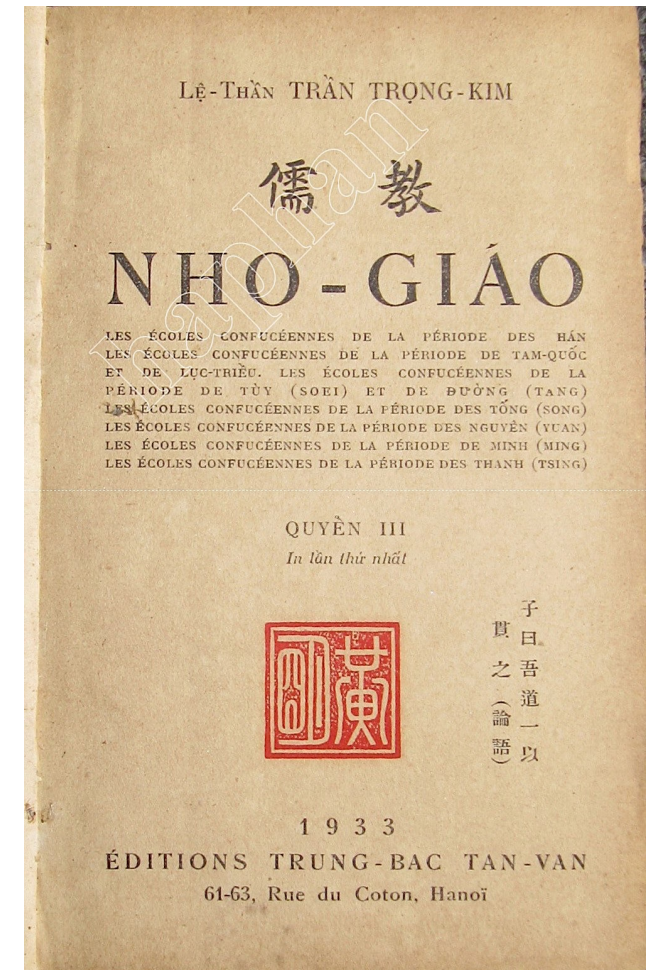 Lệ-Thần TRẦN TRỌNG-KIM
儒教
NHO-GIÁO
LES ÉCOLES CONFUCÉENNES DE LA PÉRIODE DES HÁN
LES ÉCOLES CONFUCÉENNES DE LA PÉRIODE DE TAM-QUỐC
ET DE LỤC-TRIỀU. LES ÉCOLES CONFUCÉENNES DE LA
PÉRIODE DE TÙY (SOEI) ET DE ĐƯỜNG (TANG)
LES ÉCOLES CONFUCÉENNES DE LA PÉRIODE DES TỐNG (SONG)
LES ÉCOLES CONFUCÉENNES DE LA PÉRIODE DES NGUYÊN (YUAN)
LES ÉCOLES CONFUCÉENNES DE LA PÉRIODE DE MINH (MING)
LES ÉCOLES CONFUCÉENNES DE LA PÉRIODE DES THANH (TSING)
QUYỂN III
In lần thứ nhất
子曰吾道一以
貫之（論語）
1933
ÉDITIONS TRUNG-BAC TAN-VAN
61-63, Rue du Coton, Hanoï
haphan